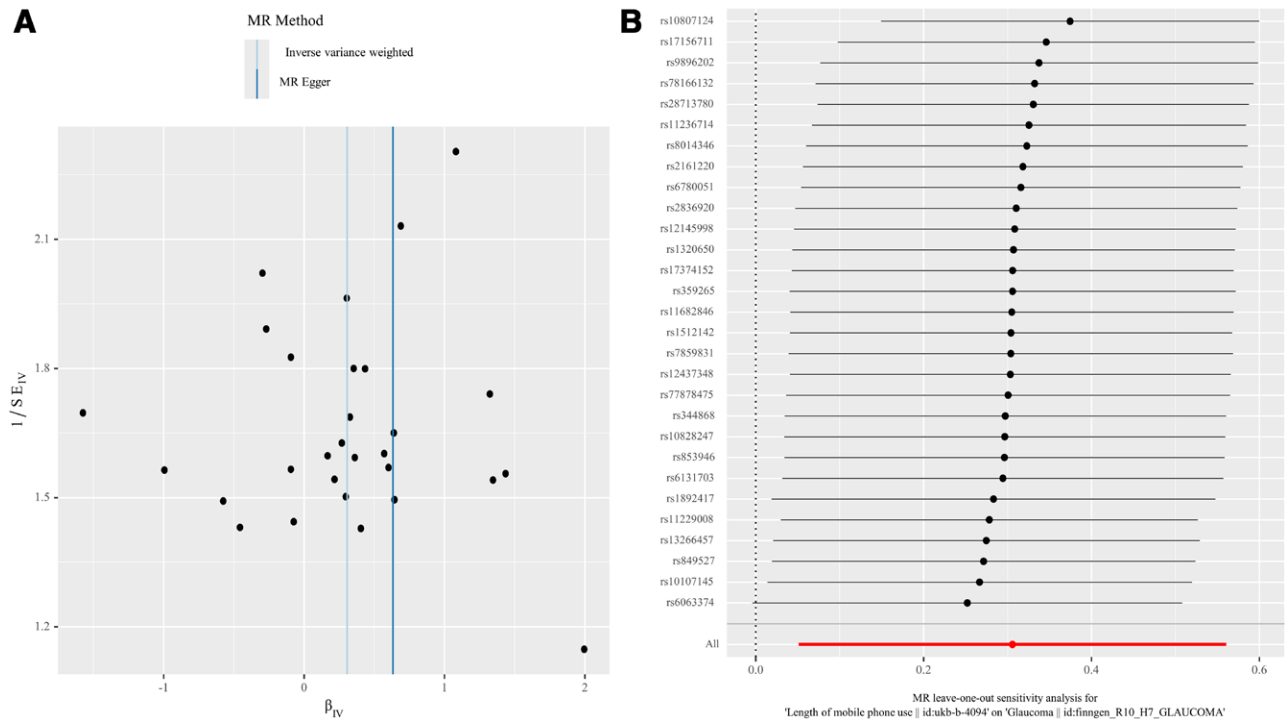 A
MR Method
Inverse variance weighted
MR Egger
2.1
1.8
1.5
1.2
1 / S E_IV
-1
0
1
2
β_IV
B
rs10807124
rs17156711
rs9896202
rs78166132
rs28713780
rs11236714
rs8014346
rs2161220
rs6780051
rs2836920
rs12145998
rs1320650
rs17374152
rs359265
rs11682846
rs1512142
rs7859831
rs12437348
rs77878475
rs344868
rs10828247
rs853946
rs6131703
rs1892417
rs11229008
rs13266457
rs849527
rs10107145
rs6063374
All
0.0
0.2
0.4
0.6
MR leave-one-out sensitivity analysis for
'Length of mobile phone use || id:ukb-b-4094' on 'Glaucoma || id:finngen_R10_H7_GLAUCOMA'